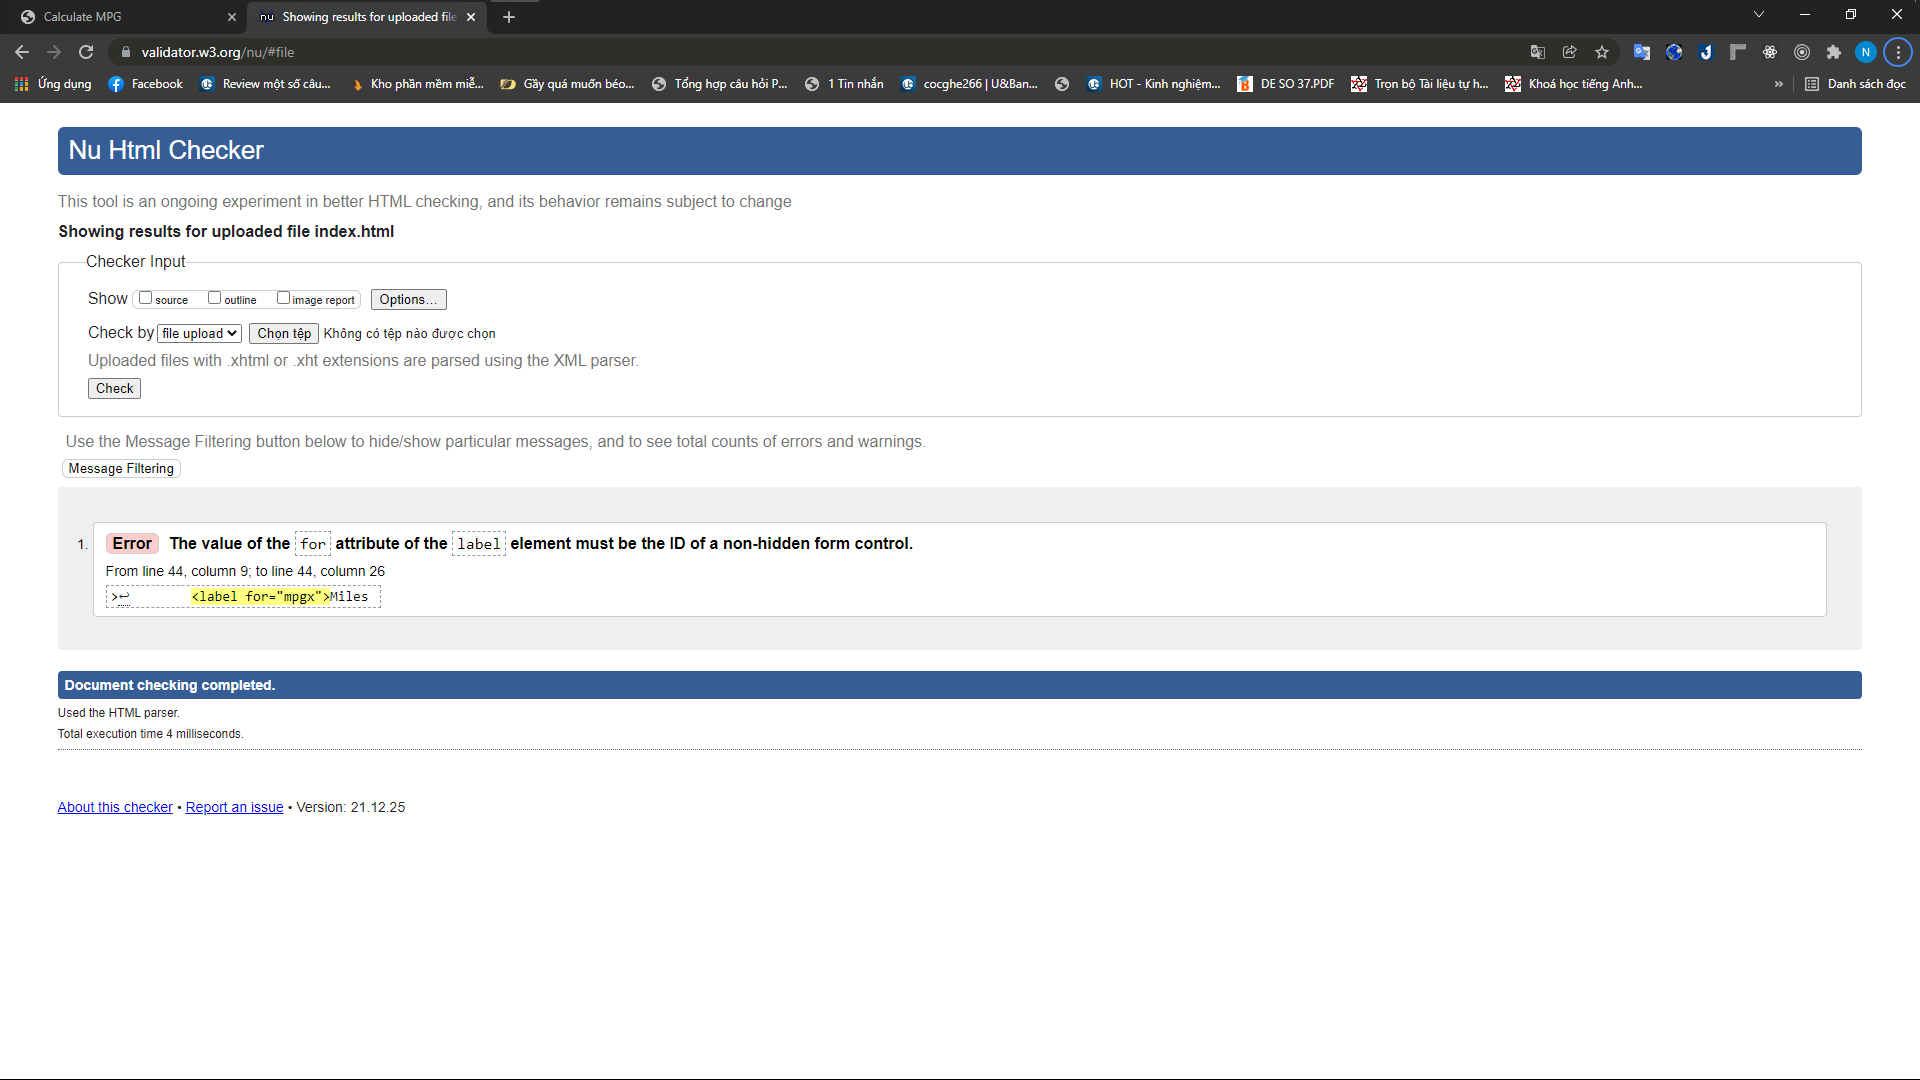 Calculate MPG
nu Showing results for uploaded file
validator.w3.org/nu/#file
N
Ứng dụng Facebook Review một số câu... Kho phần mềm miễ... Gầy quá muốn béo... Tổng hợp câu hỏi P... 1 Tin nhắn cocghe266 | U&Ban... HOT - Kinh nghiệm... DE SO 37.PDF Trọn bộ Tài liệu tự h... Khoá học tiếng Anh... » Danh sách đọc
Nu Html Checker
This tool is an ongoing experiment in better HTML checking, and its behavior remains subject to change
Showing results for uploaded file index.html
Checker Input
Show source outline image report Options...
Check by file upload Chọn tệp Không có tệp nào được chọn
Uploaded files with .xhtml or .xht extensions are parsed using the XML parser.
Check
Use the Message Filtering button below to hide/show particular messages, and to see total counts of errors and warnings.
Message Filtering
1. Error The value of the for attribute of the label element must be the ID of a non-hidden form control.
From line 44, column 9; to line 44, column 26
>↩ <label for="mpgx">Miles
Document checking completed.
Used the HTML parser.
Total execution time 4 milliseconds.
About this checker • Report an issue • Version: 21.12.25